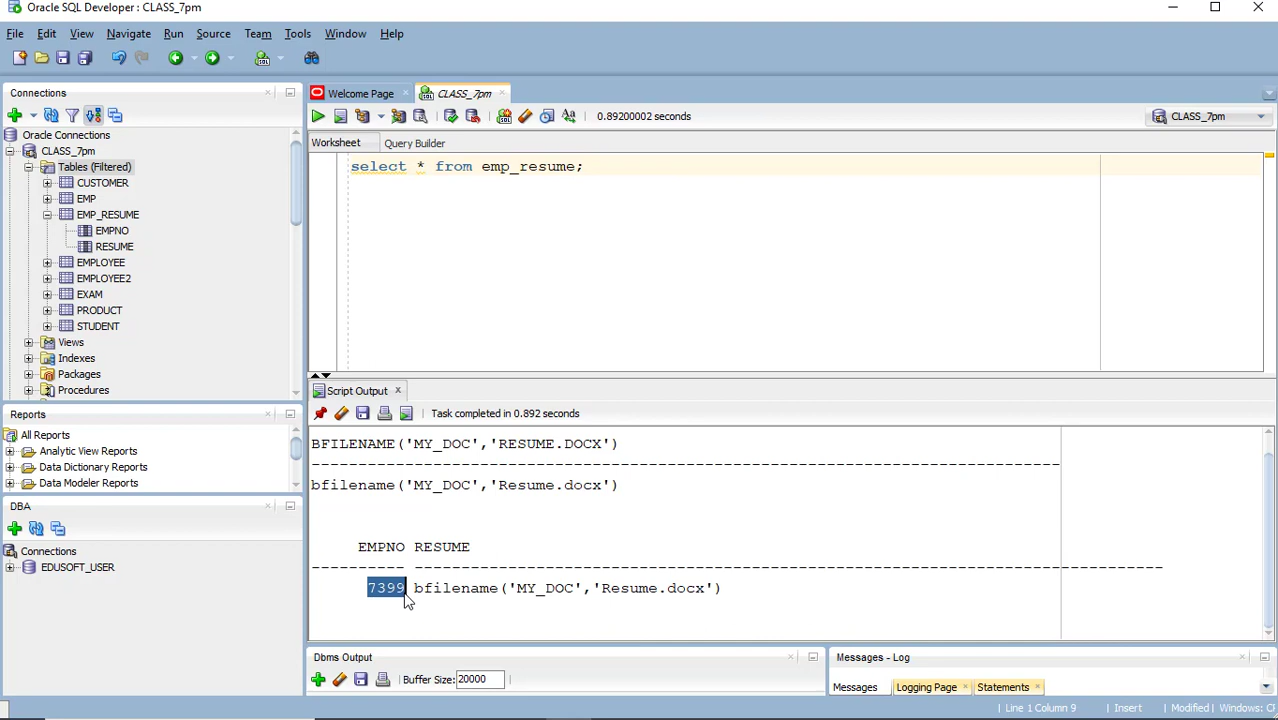 Oracle SQL Developer : CLASS_7pm
File Edit View Navigate Run Source Team Tools Window Help
Connections
Oracle Connections
CLASS_7pm
Tables (Filtered)
CUSTOMER
EMP
EMP_RESUME
EMPNO
RESUME
EMPLOYEE
EMPLOYEE2
EXAM
PRODUCT
STUDENT
Views
Indexes
Packages
Procedures
Reports
All Reports
Analytic View Reports
Data Dictionary Reports
Data Modeler Reports
DBA
Connections
EDUSOFT_USER
Welcome Page CLASS_7pm
0.89200002 seconds
CLASS_7pm
Worksheet Query Builder
select * from emp_resume;
Script Output
Task completed in 0.892 seconds
BFILENAME('MY_DOC','RESUME.DOCX')
bfilename('MY_DOC','Resume.docx')
EMPNO RESUME
7399 bfilename('MY_DOC','Resume.docx')
Dbms Output
Buffer Size: 20000
Messages - Log
Messages Logging Page Statements
Line 1 Column 9 Insert Modified Windows: